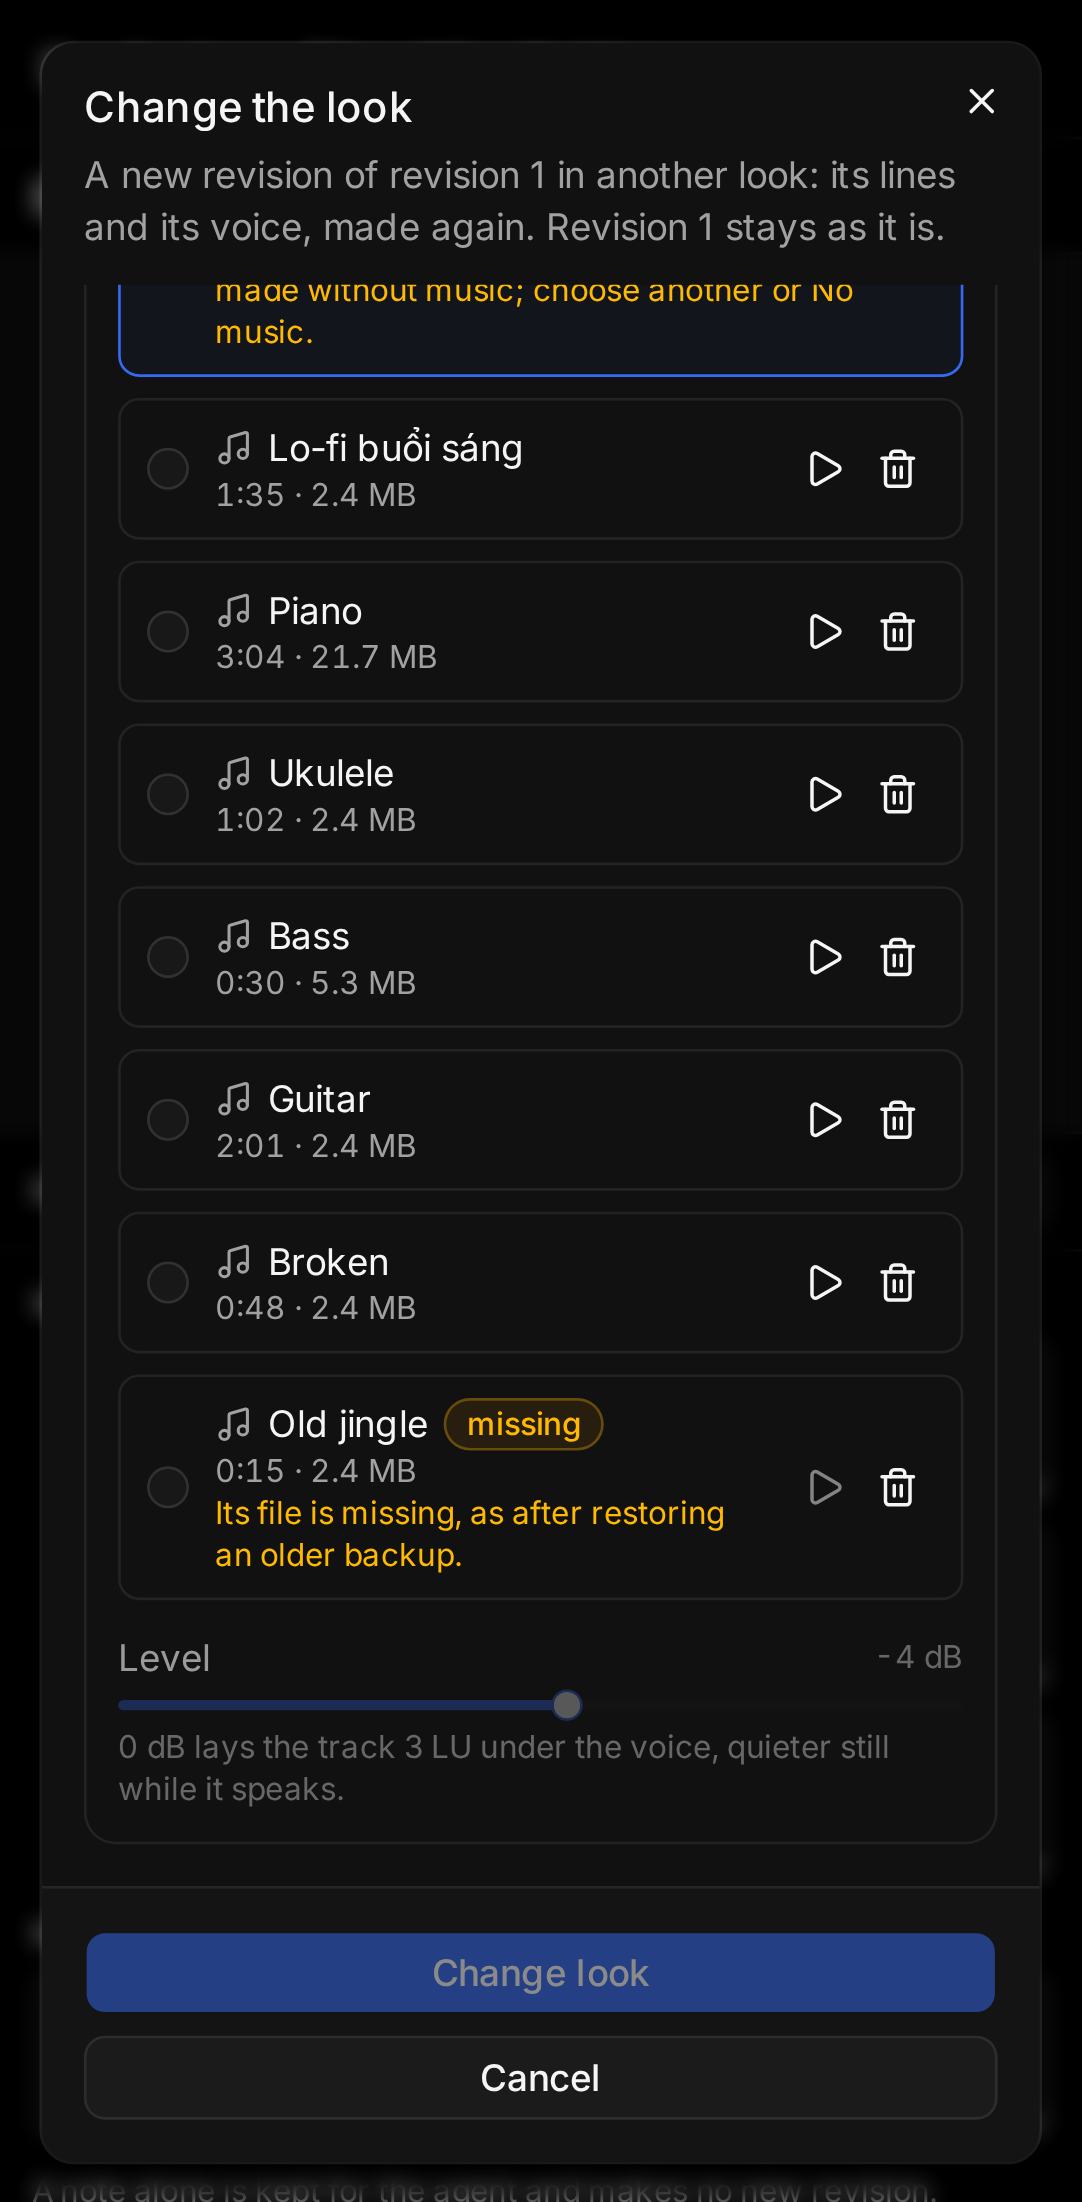 Change the look
A new revision of revision 1 in another look: its lines
and its voice, made again. Revision 1 stays as it is.
made without music; choose another or No
music.
Lo-fi buổi sáng
1:35 · 2.4 MB
Piano
3:04 · 21.7 MB
Ukulele
1:02 · 2.4 MB
Bass
0:30 · 5.3 MB
Guitar
2:01 · 2.4 MB
Broken
0:48 · 2.4 MB
Old jingle missing
0:15 · 2.4 MB
Its file is missing, as after restoring
an older backup.
Level -4 dB
0 dB lays the track 3 LU under the voice, quieter still
while it speaks.
Change look
Cancel
A note alone is kept for the agent and makes no new revision.